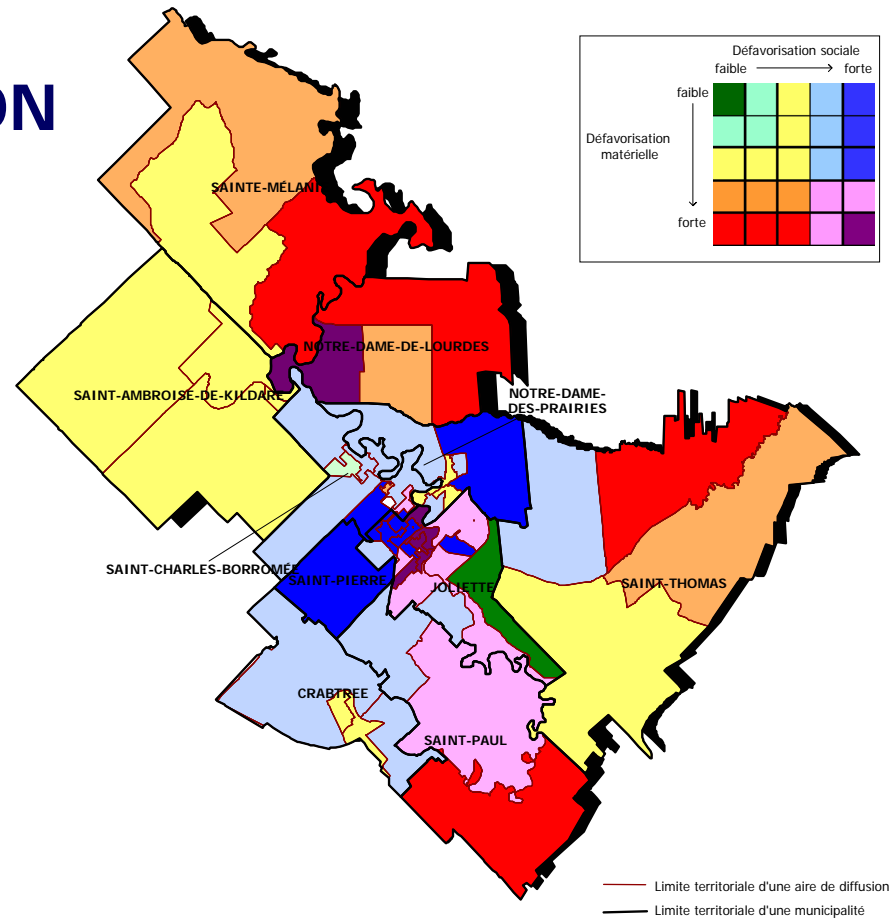 ON
Défavorisation sociale
faible
forte
faible
Défavorisation
matérielle
forte
SAINTE-MÉLANI
NOTRE-DAME-DE-LOURDES
SAINT-AMBROISE-DE-KILDARE
NOTRE-DAME-
DES-PRAIRIES
SAINT-CHARLES-BORROMÉE
SAINT-PIERRE
JOLIETTE
SAINT-THOMAS
CRABTREE
SAINT-PAUL
Limite territoriale d'une aire de diffusion
Limite territoriale d'une municipalité